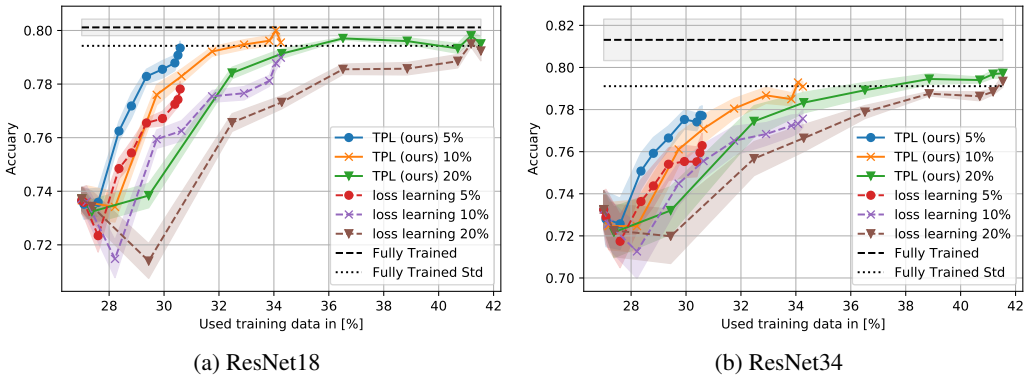 0.80
0.78
0.76
0.74
0.72
Accuary
TPL (ours) 5%
TPL (ours) 10%
TPL (ours) 20%
loss learning 5%
loss learning 10%
loss learning 20%
Fully Trained
Fully Trained Std
28 30 32 34 36 38 40 42
Used training data in [%]
(a) ResNet18
0.82
0.80
0.78
0.76
0.74
0.72
0.70
Accuary
TPL (ours) 5%
TPL (ours) 10%
TPL (ours) 20%
loss learning 5%
loss learning 10%
loss learning 20%
Fully Trained
Fully Trained Std
28 30 32 34 36 38 40 42
Used training data in [%]
(b) ResNet34